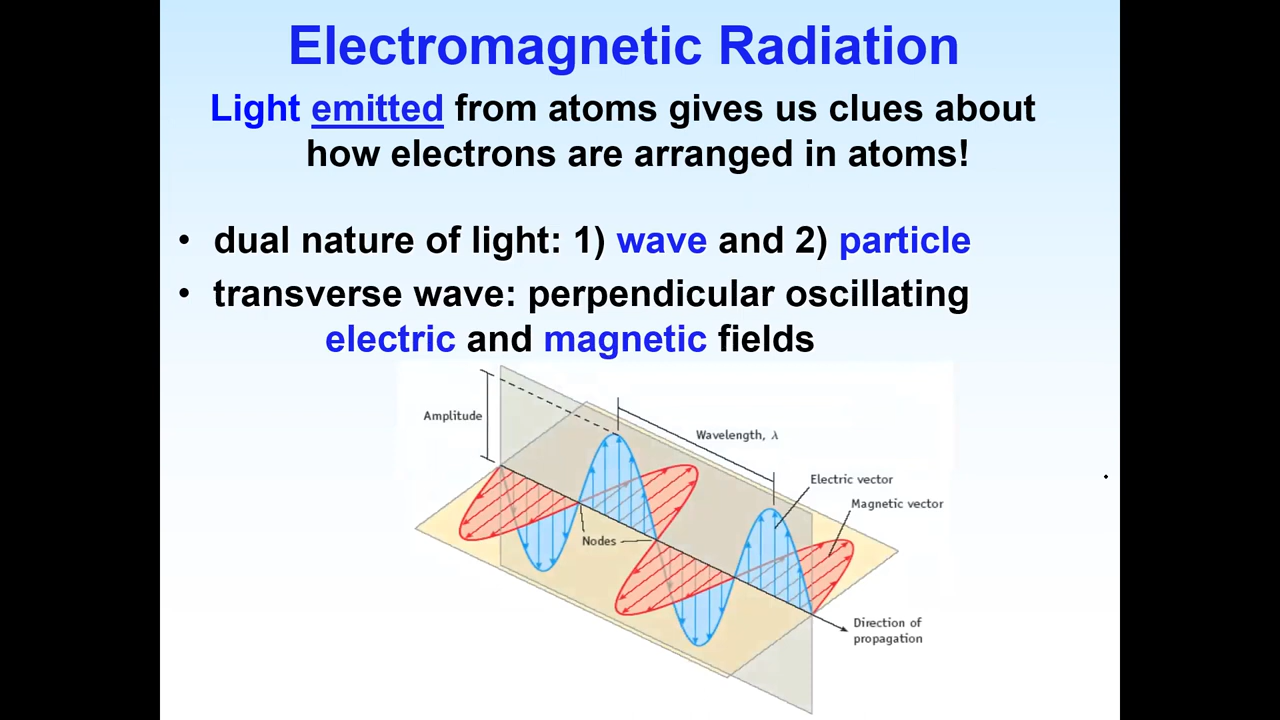 Electromagnetic Radiation
Light emitted from atoms gives us clues about
how electrons are arranged in atoms!
• dual nature of light: 1) wave and 2) particle
• transverse wave: perpendicular oscillating
electric and magnetic fields
Amplitude
Wavelength, λ
Electric vector
Magnetic vector
Nodes
Direction of
propagation